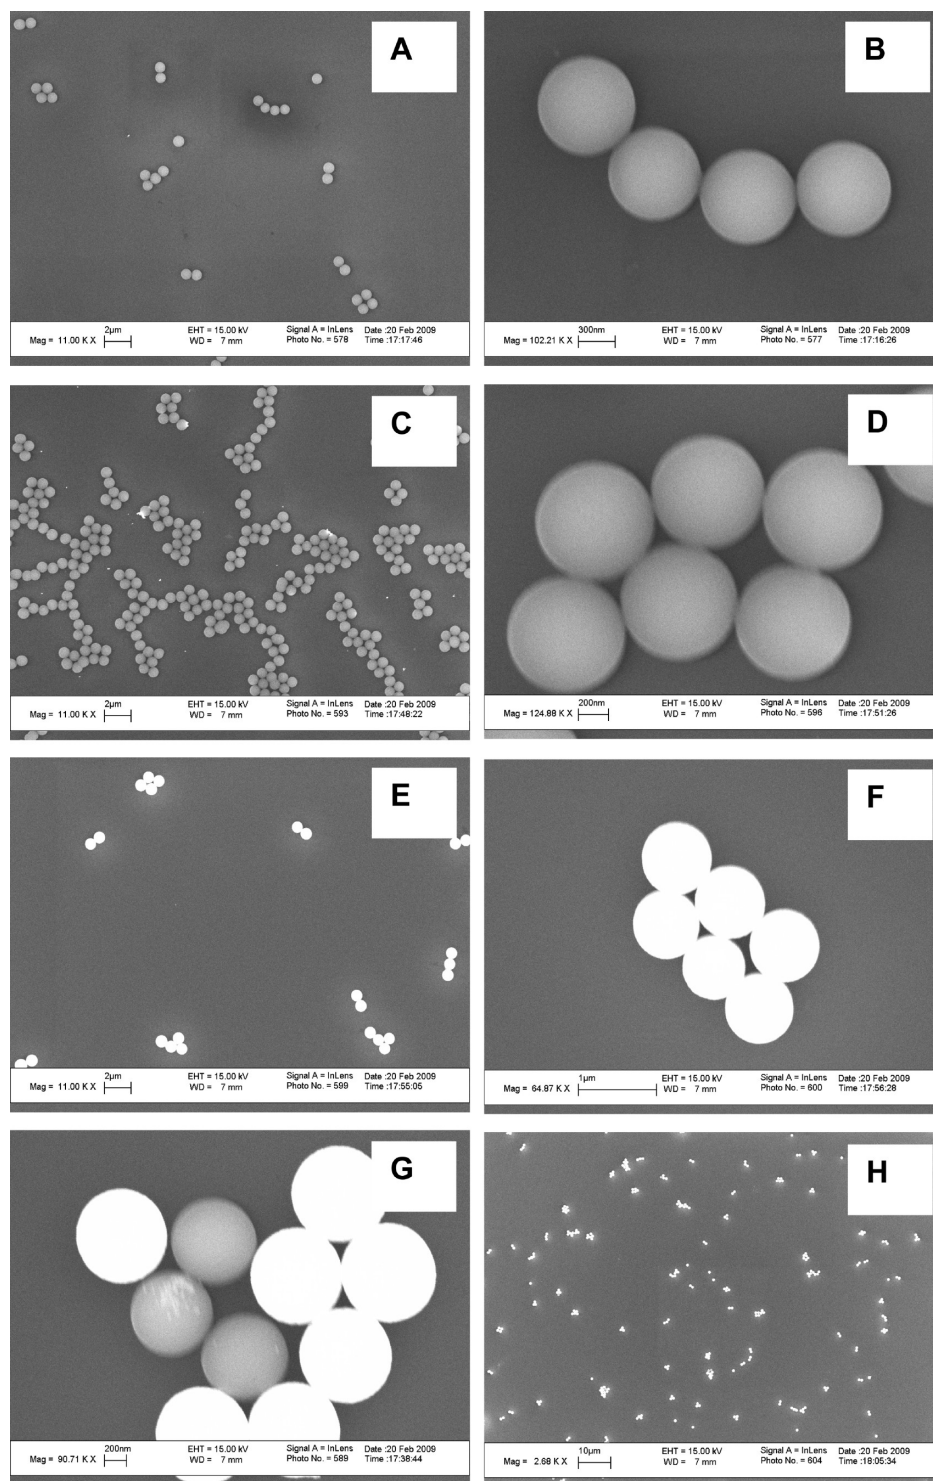 A
2µm
EHT = 15.00 kV
Signal A = InLens
Date :20 Feb 2009
Mag = 11.00 K X
WD = 7 mm
Photo No. = 578
Time :17:17:46
B
300nm
EHT = 15.00 kV
Signal A = InLens
Date :20 Feb 2009
Mag = 102.21 K X
WD = 7 mm
Photo No. = 577
Time :17:16:26
C
2µm
EHT = 15.00 kV
Signal A = InLens
Date :20 Feb 2009
Mag = 11.00 K X
WD = 7 mm
Photo No. = 593
Time :17:48:22
D
200nm
EHT = 15.00 kV
Signal A = InLens
Date :20 Feb 2009
Mag = 124.88 K X
WD = 7 mm
Photo No. = 596
Time :17:51:26
E
2µm
EHT = 15.00 kV
Signal A = InLens
Date :20 Feb 2009
Mag = 11.00 K X
WD = 7 mm
Photo No. = 599
Time :17:55:05
F
1µm
EHT = 15.00 kV
Signal A = InLens
Date :20 Feb 2009
Mag = 64.87 K X
WD = 7 mm
Photo No. = 600
Time :17:56:28
G
200nm
EHT = 15.00 kV
Signal A = InLens
Date :20 Feb 2009
Mag = 90.71 K X
WD = 7 mm
Photo No. = 589
Time :17:38:44
H
10µm
EHT = 15.00 kV
Signal A = InLens
Date :20 Feb 2009
Mag = 2.68 K X
WD = 7 mm
Photo No. = 604
Time :18:05:34